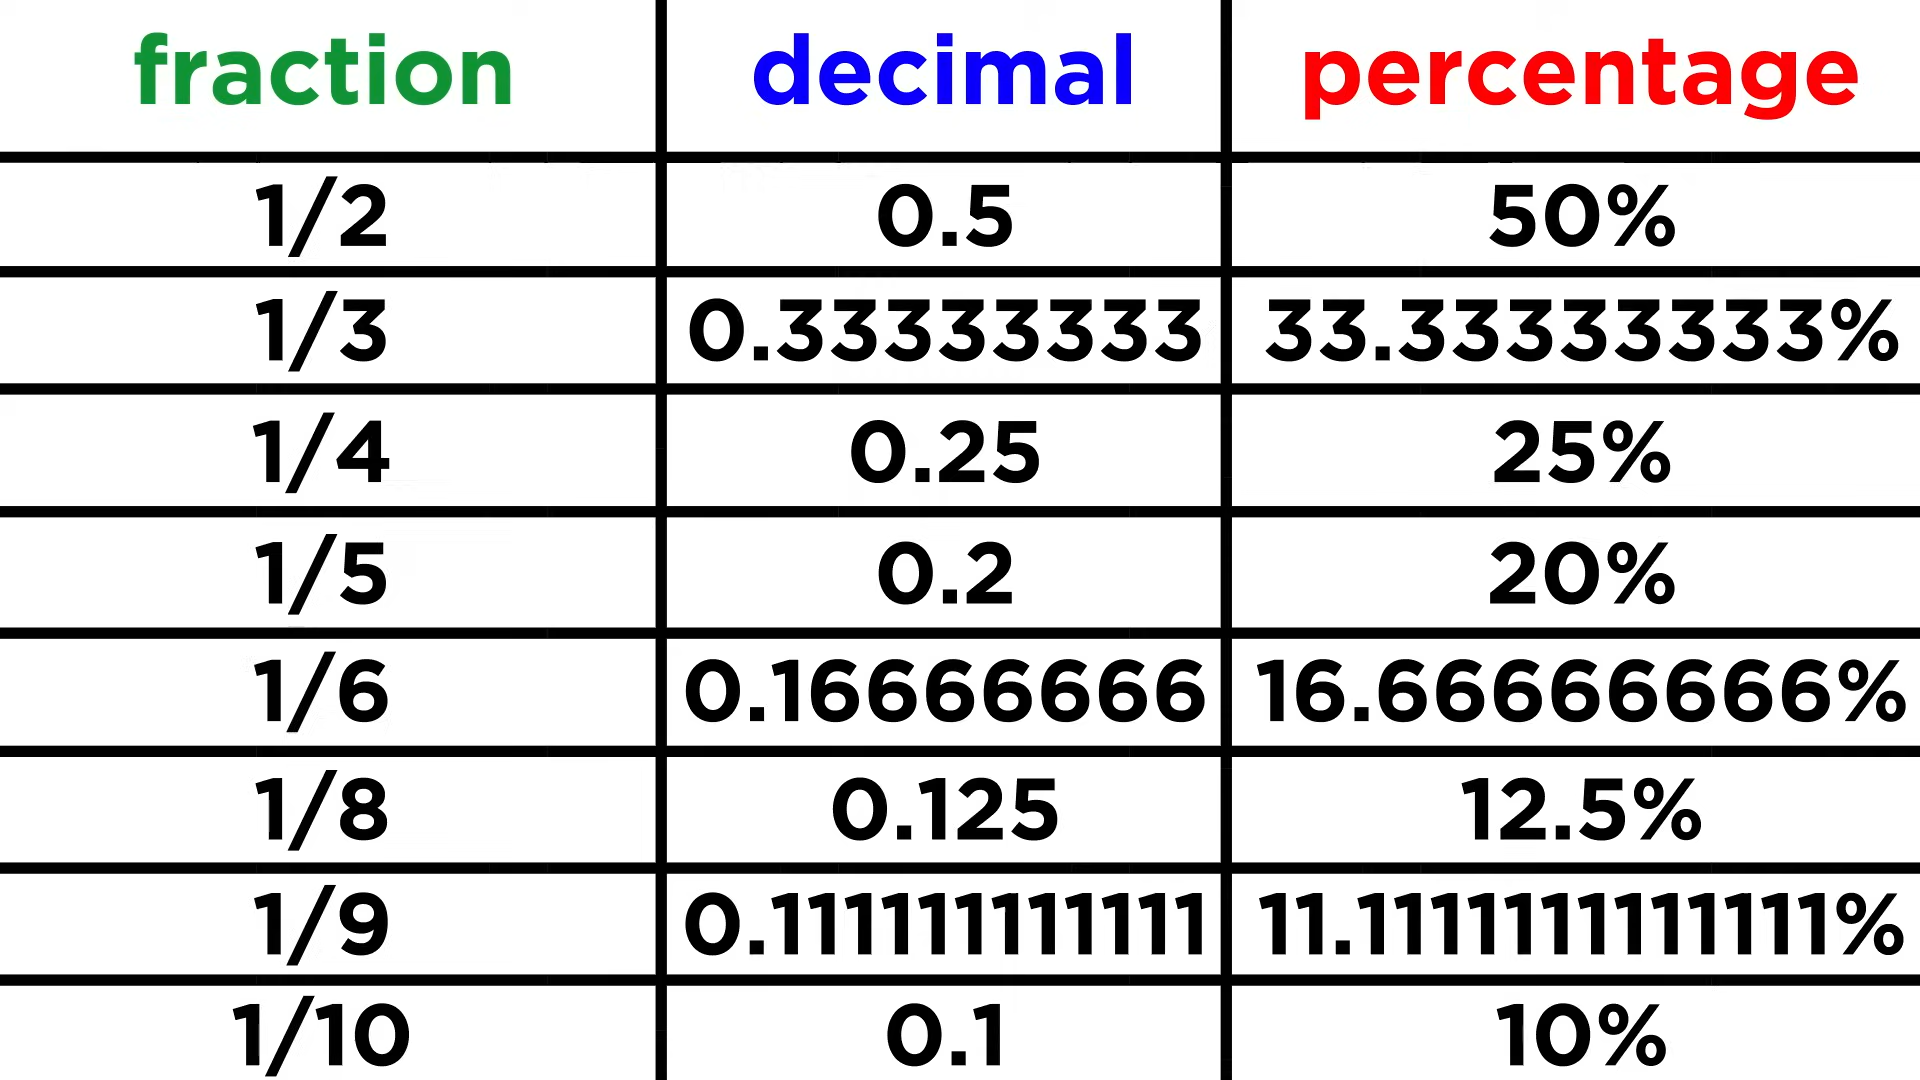 fraction decimal percentage
1/2 0.5 50%
1/3 0.33333333 33.33333333%
1/4 0.25 25%
1/5 0.2 20%
1/6 0.16666666 16.66666666%
1/8 0.125 12.5%
1/9 0.111111111111 11.1111111111111%
1/10 0.1 10%